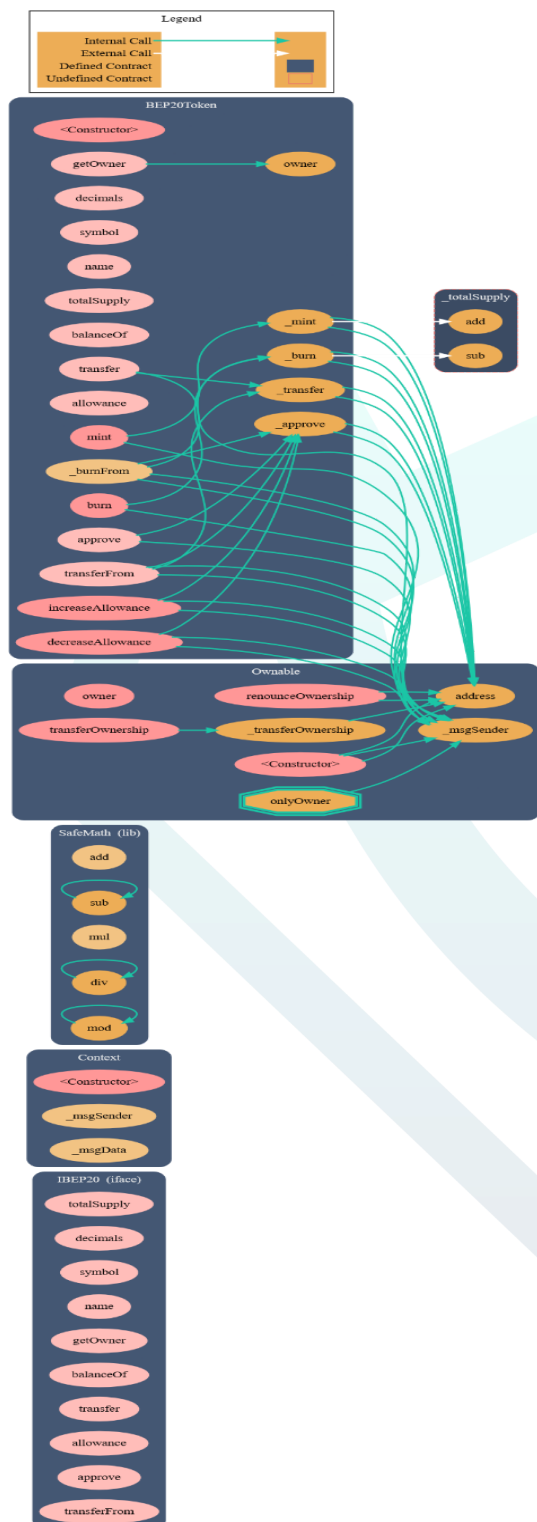 Legend
Internal Call
External Call
Defined Contract
Undefined Contract
BEP20Token
<Constructor>
getOwner
owner
decimals
symbol
name
totalSupply
balanceOf
transfer
allowance
mint
_burnFrom
burn
approve
transferFrom
increaseAllowance
decreaseAllowance
_mint
_burn
_transfer
_approve
_totalSupply
add
sub
Ownable
owner
renounceOwnership
address
transferOwnership
_transferOwnership
_msgSender
<Constructor>
onlyOwner
SafeMath (lib)
add
sub
mul
div
mod
Context
<Constructor>
_msgSender
_msgData
IBEP20 (iface)
totalSupply
decimals
symbol
name
getOwner
balanceOf
transfer
allowance
approve
transferFrom